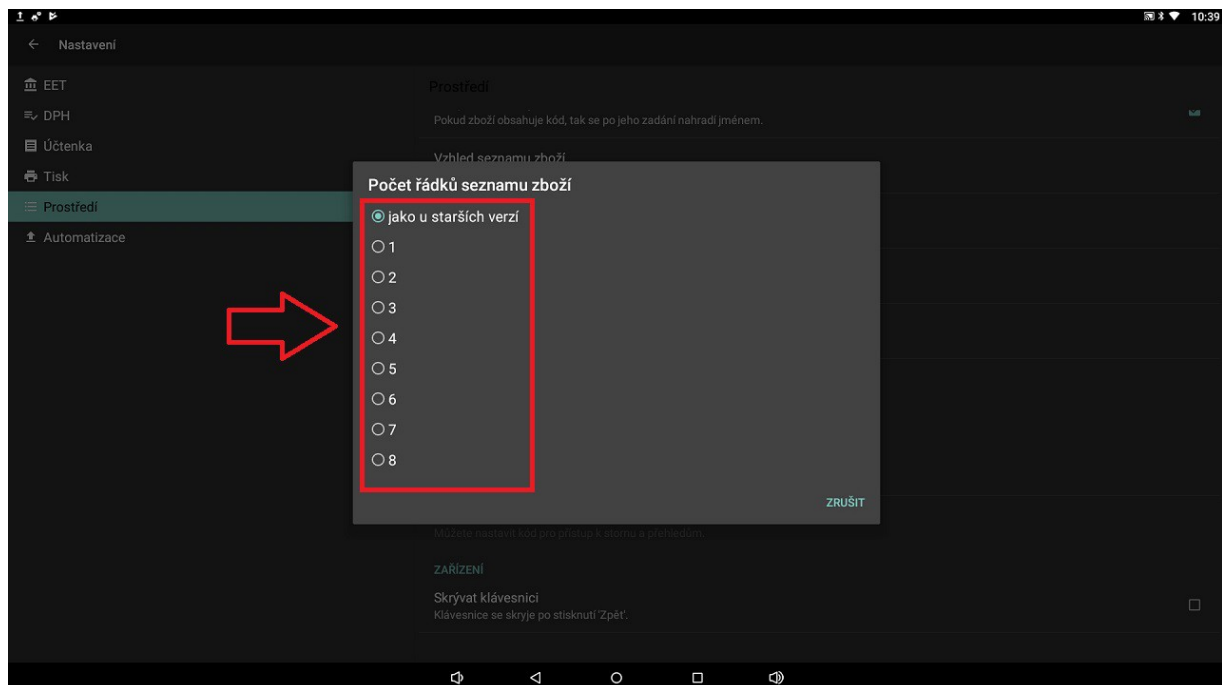 10:39
Nastavení
EET
DPH
Účtenka
Tisk
Prostředí
Automatizace
Prostředí
Pokud zboží obsahuje kód, tak se po jeho zadání nahradí jménem.
Vzhled seznamu zboží
Počet řádků seznamu zboží
jako u starších verzí
1
2
3
4
5
6
7
8
ZRUŠIT
Můžete nastavit kód pro přístup k stornu a přehledům.
ZAŘÍZENÍ
Skrývat klávesnici
Klávesnice se skryje po stisknutí 'Zpět'.